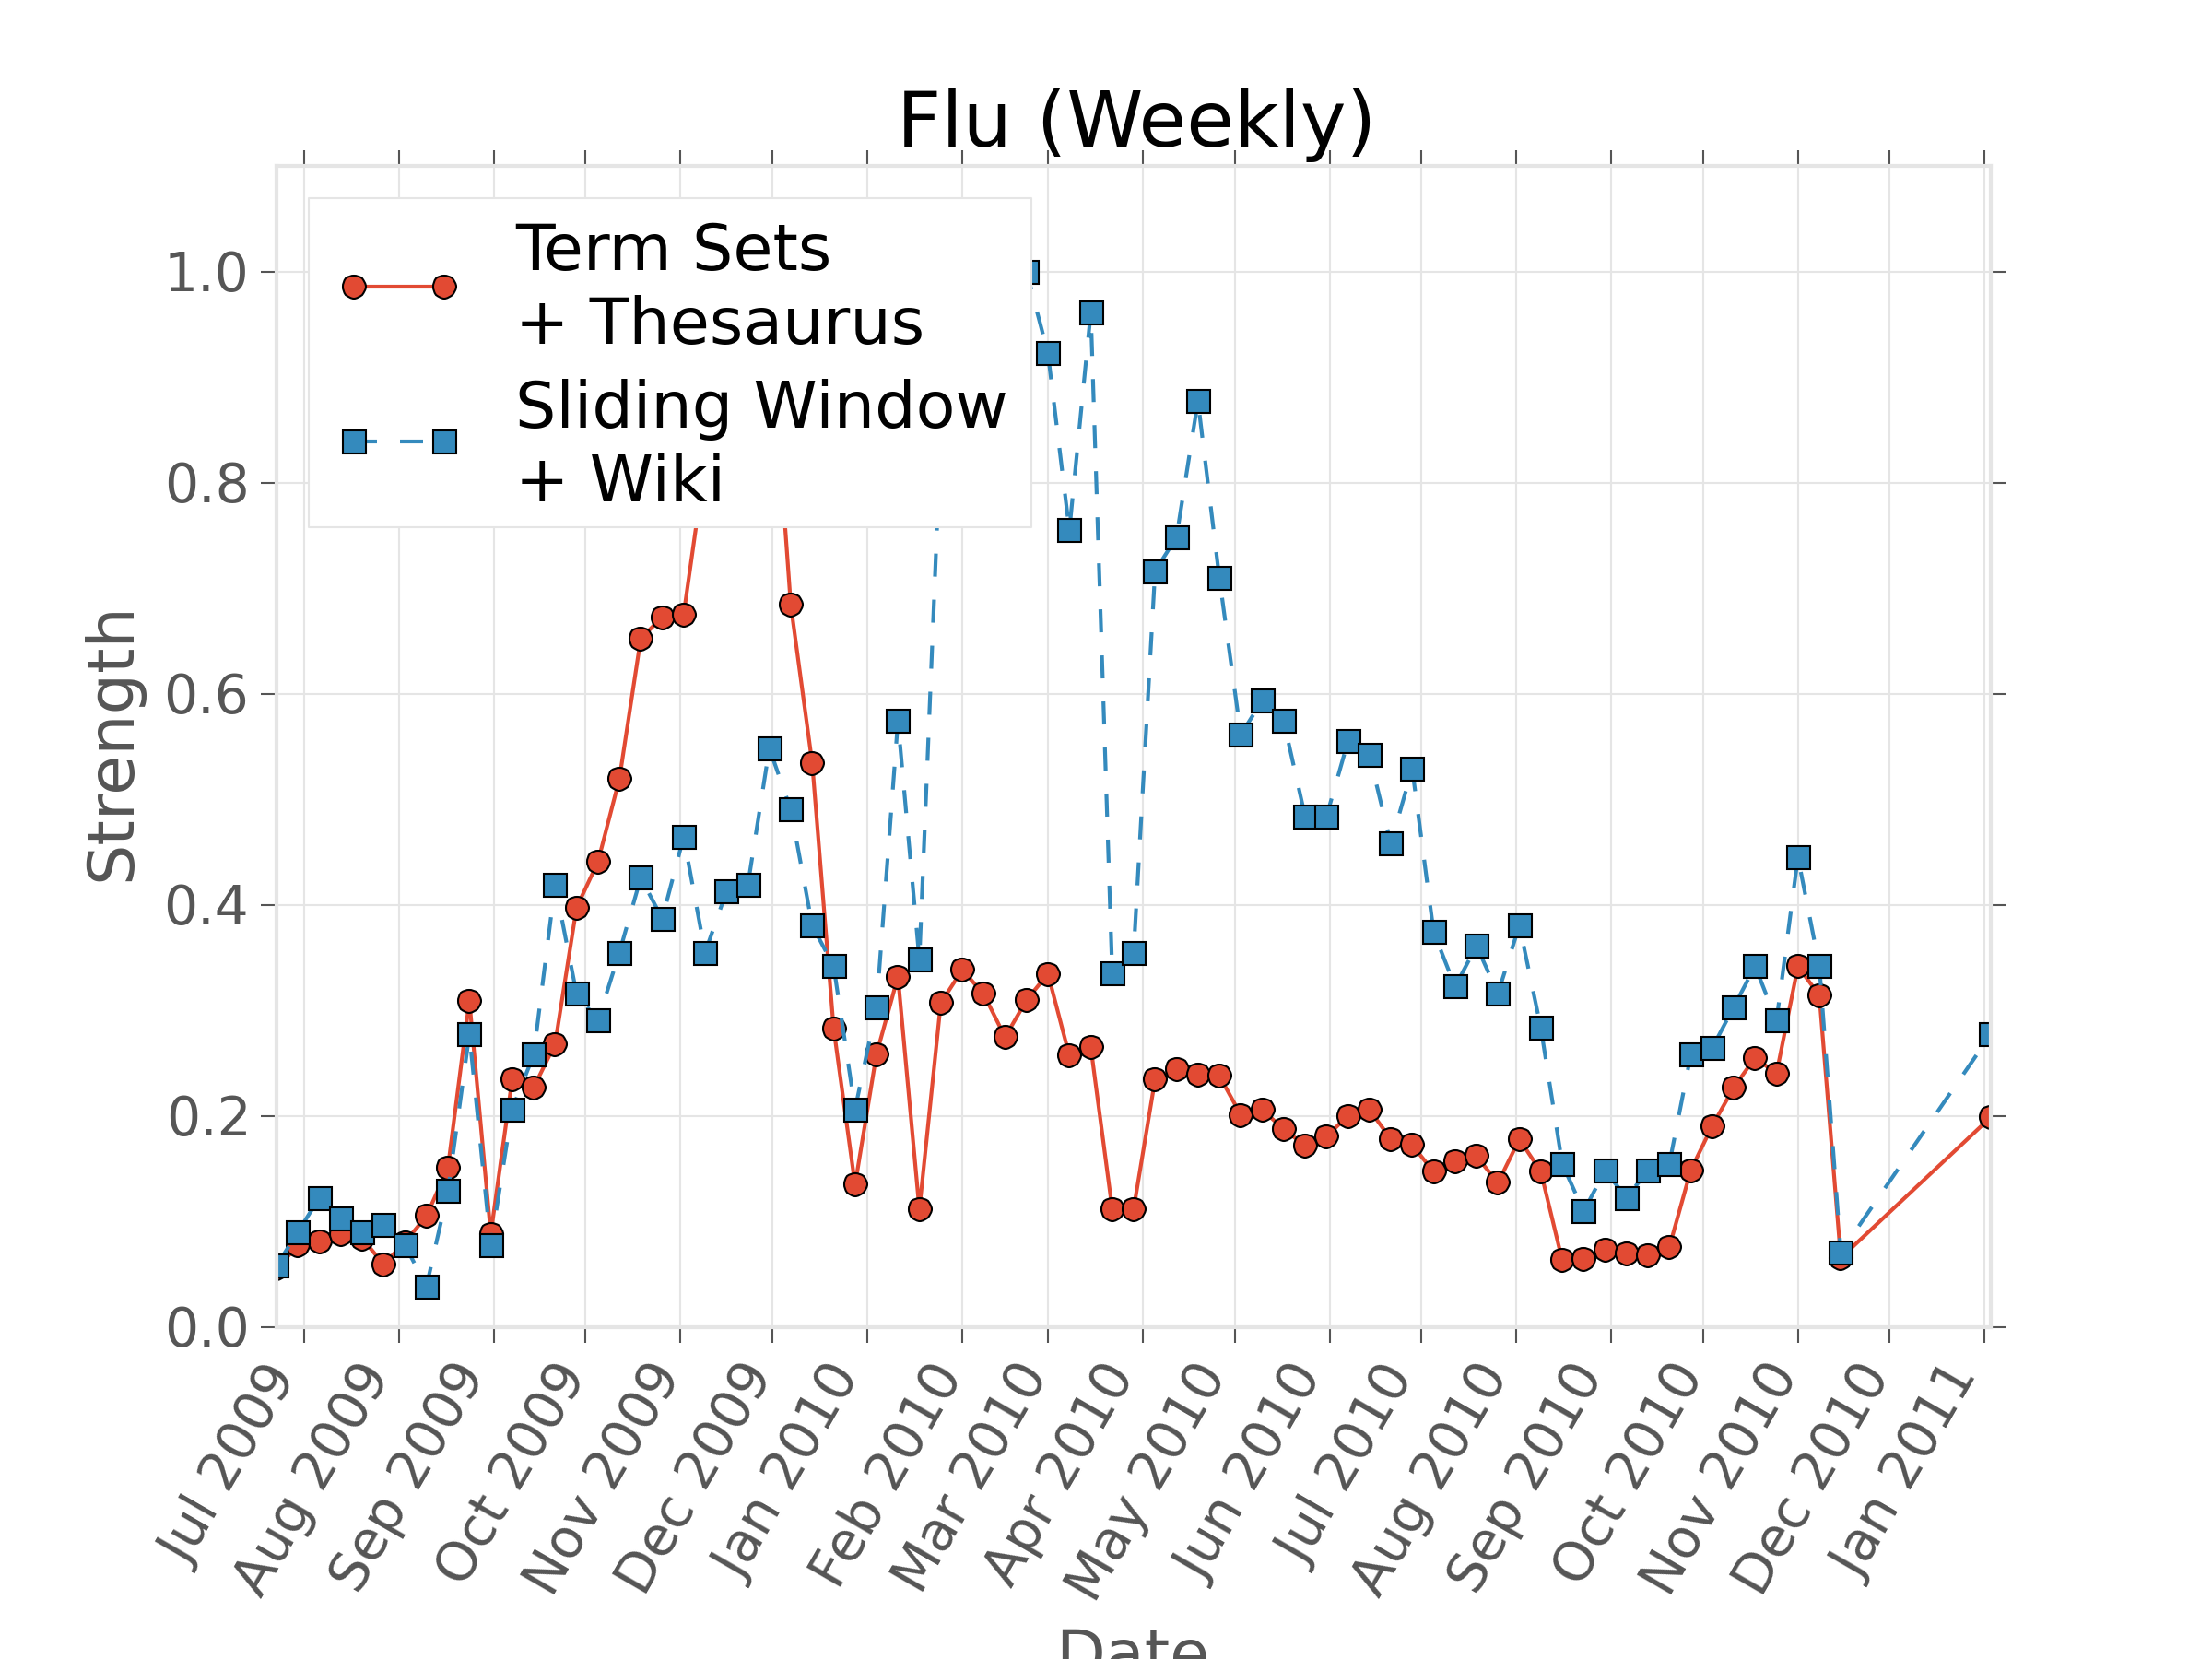 Flu (Weekly)
Term Sets
+ Thesaurus
Sliding Window
+ Wiki
Strength
1.0
0.8
0.6
0.4
0.2
0.0
Jul 2009
Aug 2009
Sep 2009
Oct 2009
Nov 2009
Dec 2009
Jan 2010
Feb 2010
Mar 2010
Apr 2010
May 2010
Jun 2010
Jul 2010
Aug 2010
Sep 2010
Oct 2010
Nov 2010
Dec 2010
Jan 2011
Date